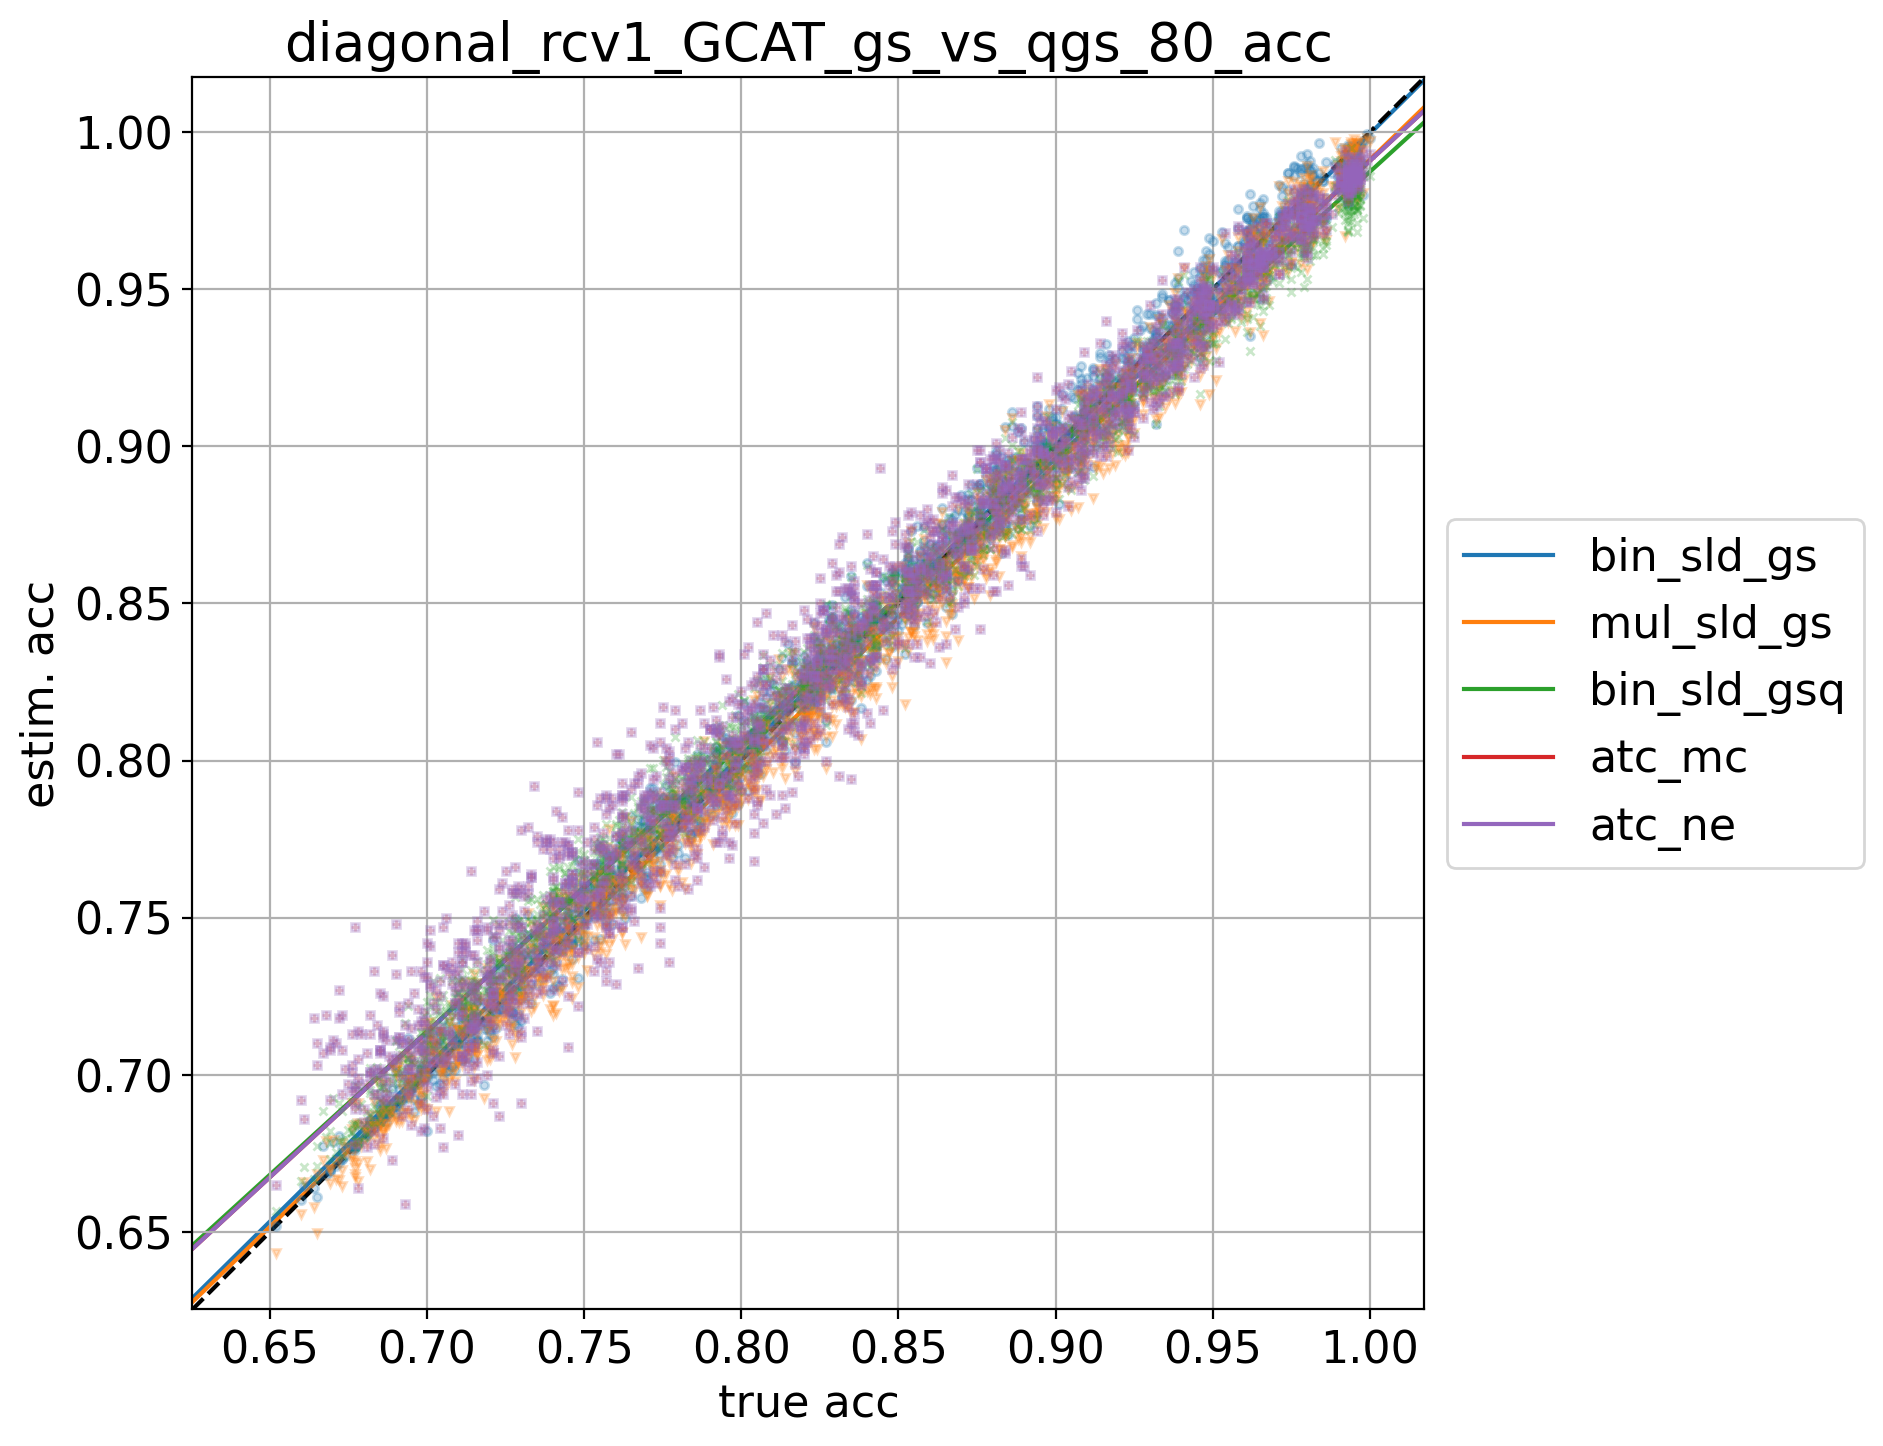 diagonal_rcv1_GCAT_gs_vs_qgs_80_acc
1.00
0.95
0.90
0.85
0.80
0.75
0.70
0.65
estim. acc
0.65 0.70 0.75 0.80 0.85 0.90 0.95 1.00
true acc
bin_sld_gs
mul_sld_gs
bin_sld_gsq
atc_mc
atc_ne